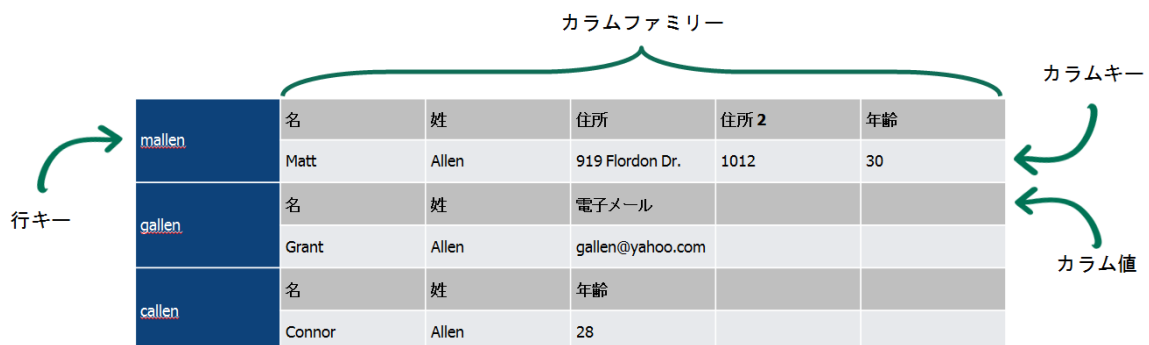 カラムファミリー
カラムキー
名 姓 住所 住所 2 年齢
mallen
Matt Allen 919 Flordon Dr. 1012 30
行キー
名 姓 電子メール
gallen
Grant Allen gallen@yahoo.com
カラム値
名 姓 年齢
callen
Connor Allen 28